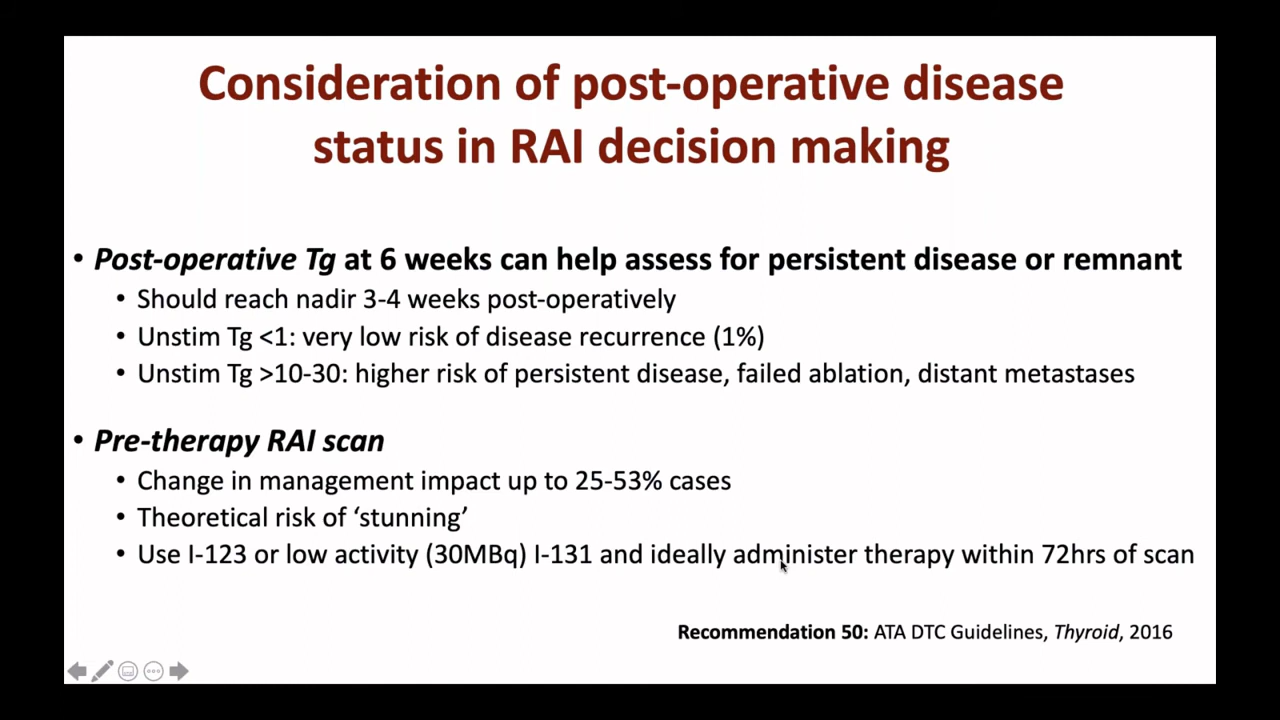 Consideration of post-operative disease
status in RAI decision making
• Post-operative Tg at 6 weeks can help assess for persistent disease or remnant
• Should reach nadir 3-4 weeks post-operatively
• Unstim Tg <1: very low risk of disease recurrence (1%)
• Unstim Tg >10-30: higher risk of persistent disease, failed ablation, distant metastases
• Pre-therapy RAI scan
• Change in management impact up to 25-53% cases
• Theoretical risk of ‘stunning’
• Use I-123 or low activity (30MBq) I-131 and ideally administer therapy within 72hrs of scan
Recommendation 50: ATA DTC Guidelines, Thyroid, 2016